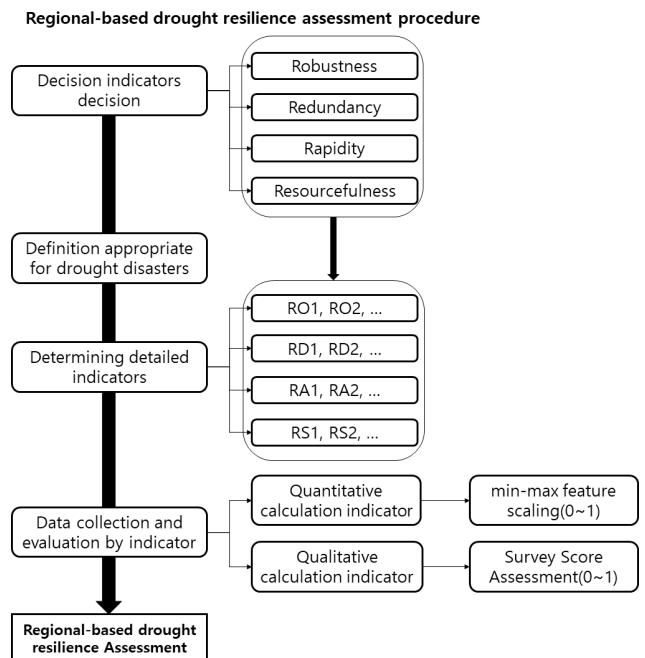 Regional-based drought resilience assessment procedure
Decision indicators
decision
Robustness
Redundancy
Rapidity
Resourcefulness
Definition appropriate
for drought disasters
Determining detailed
indicators
RO1, RO2, ...
RD1, RD2, ...
RA1, RA2, ...
RS1, RS2, ...
Data collection and
evaluation by indicator
Quantitative
calculation indicator
min-max feature
scaling(0~1)
Qualitative
calculation indicator
Survey Score
Assessment(0~1)
Regional-based drought
resilience Assessment